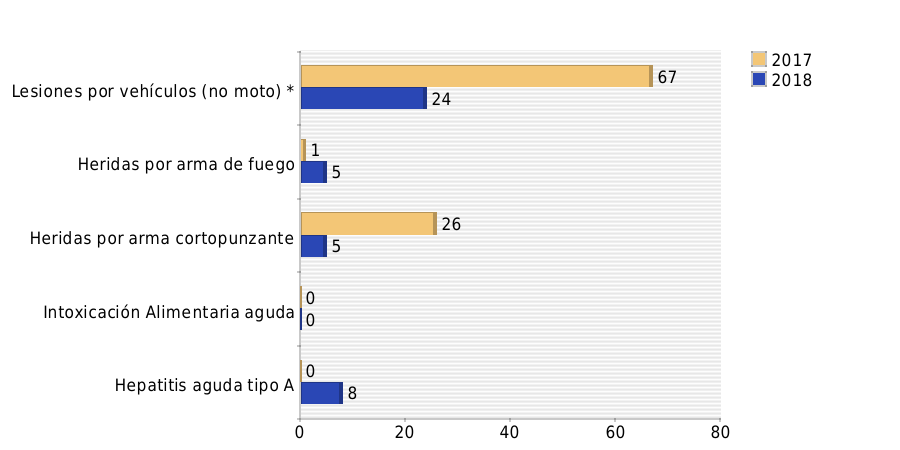 2017
2018
Lesiones por vehículos (no moto) *
67
24
Heridas por arma de fuego
1
5
Heridas por arma cortopunzante
26
5
Intoxicación Alimentaria aguda
0
0
Hepatitis aguda tipo A
0
8
0 20 40 60 80